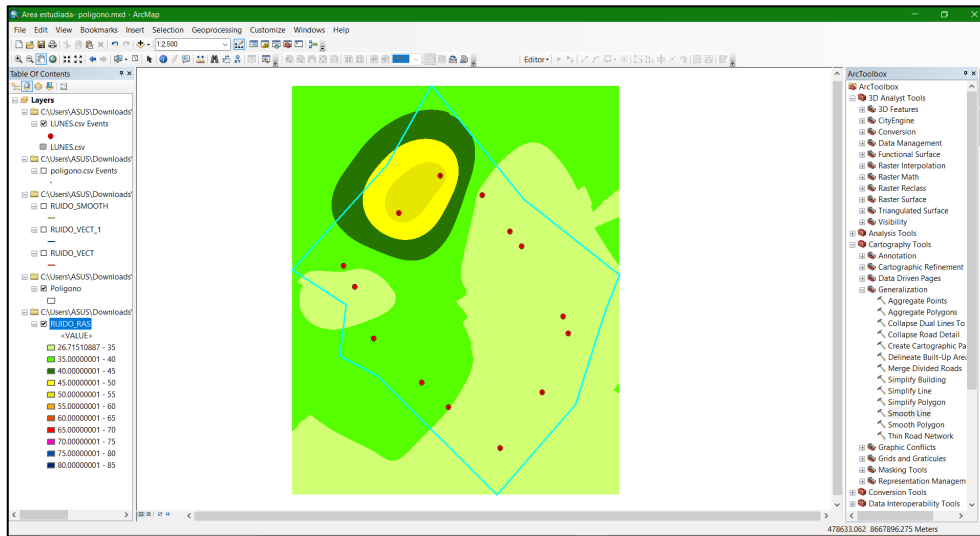 Area estudiada- poligono.mxd - ArcMap
File Edit View Bookmarks Insert Selection Geoprocessing Customize Windows Help
1:2,500
Editor
Table Of Contents
Layers
C:\Users\ASUS\Downloads'
LUNES.csv Events
LUNES.csv
C:\Users\ASUS\Downloads'
poligono.csv Events
C:\Users\ASUS\Downloads'
RUIDO_SMOOTH
RUIDO_VECT_1
RUIDO_VECT
C:\Users\ASUS\Downloads'
Poligono
C:\Users\ASUS\Downloads'
RUIDO_RAS
<VALUE>
26.71510887 - 35
35.00000001 - 40
40.00000001 - 45
45.00000001 - 50
50.00000001 - 55
55.00000001 - 60
60.00000001 - 65
65.00000001 - 70
70.00000001 - 75
75.00000001 - 80
80.00000001 - 85
ArcToolbox
ArcToolbox
3D Analyst Tools
3D Features
CityEngine
Conversion
Data Management
Functional Surface
Raster Interpolation
Raster Math
Raster Reclass
Raster Surface
Triangulated Surface
Visibility
Analysis Tools
Cartography Tools
Annotation
Cartographic Refinement
Data Driven Pages
Generalization
Aggregate Points
Aggregate Polygons
Collapse Dual Lines To
Collapse Road Detail
Create Cartographic Pa
Delineate Built-Up Area
Merge Divided Roads
Simplify Building
Simplify Line
Simplify Polygon
Smooth Line
Smooth Polygon
Thin Road Network
Graphic Conflicts
Grids and Graticules
Masking Tools
Representation Managem
Conversion Tools
Data Interoperability Tools
478633.062 8667896.275 Meters